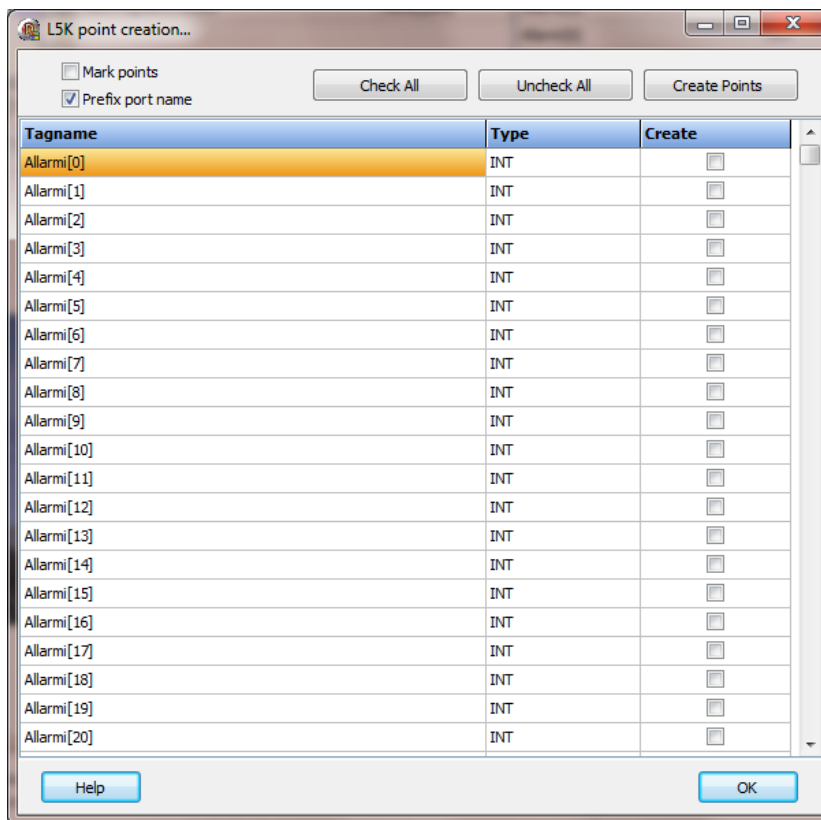 L5K point creation...
Mark points
Prefix port name
Check All Uncheck All Create Points
Tagname Type Create
Allarmi[0] INT
Allarmi[1] INT
Allarmi[2] INT
Allarmi[3] INT
Allarmi[4] INT
Allarmi[5] INT
Allarmi[6] INT
Allarmi[7] INT
Allarmi[8] INT
Allarmi[9] INT
Allarmi[10] INT
Allarmi[11] INT
Allarmi[12] INT
Allarmi[13] INT
Allarmi[14] INT
Allarmi[15] INT
Allarmi[16] INT
Allarmi[17] INT
Allarmi[18] INT
Allarmi[19] INT
Allarmi[20] INT
Help OK